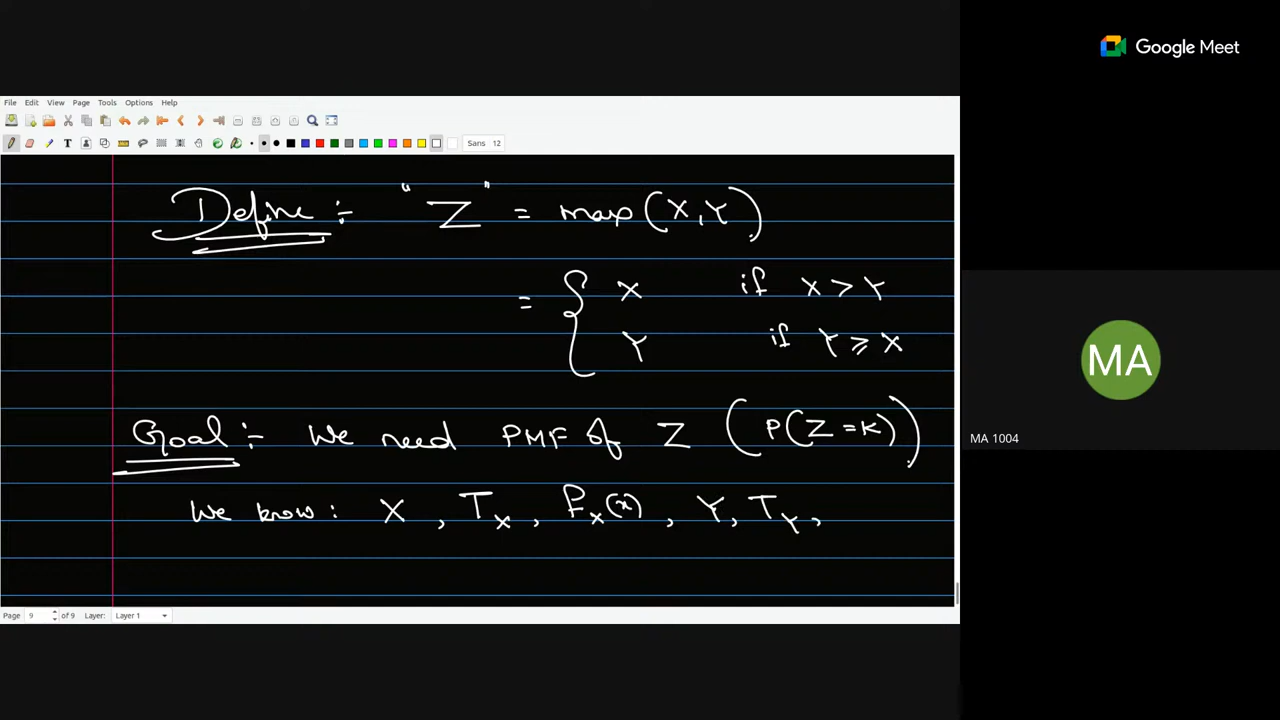 Google Meet
File Edit View Page Tools Options Help
Sans 12
Define :- "Z" = max (X, Y)
= { X if X > Y
Y if Y ⩾ X
Goal :- We need PMF of Z (P(Z = K))
We know : X , T_X , f_X(x) , Y, T_Y,
MA
MA 1004
Page 9 of 9 Layer: Layer 1